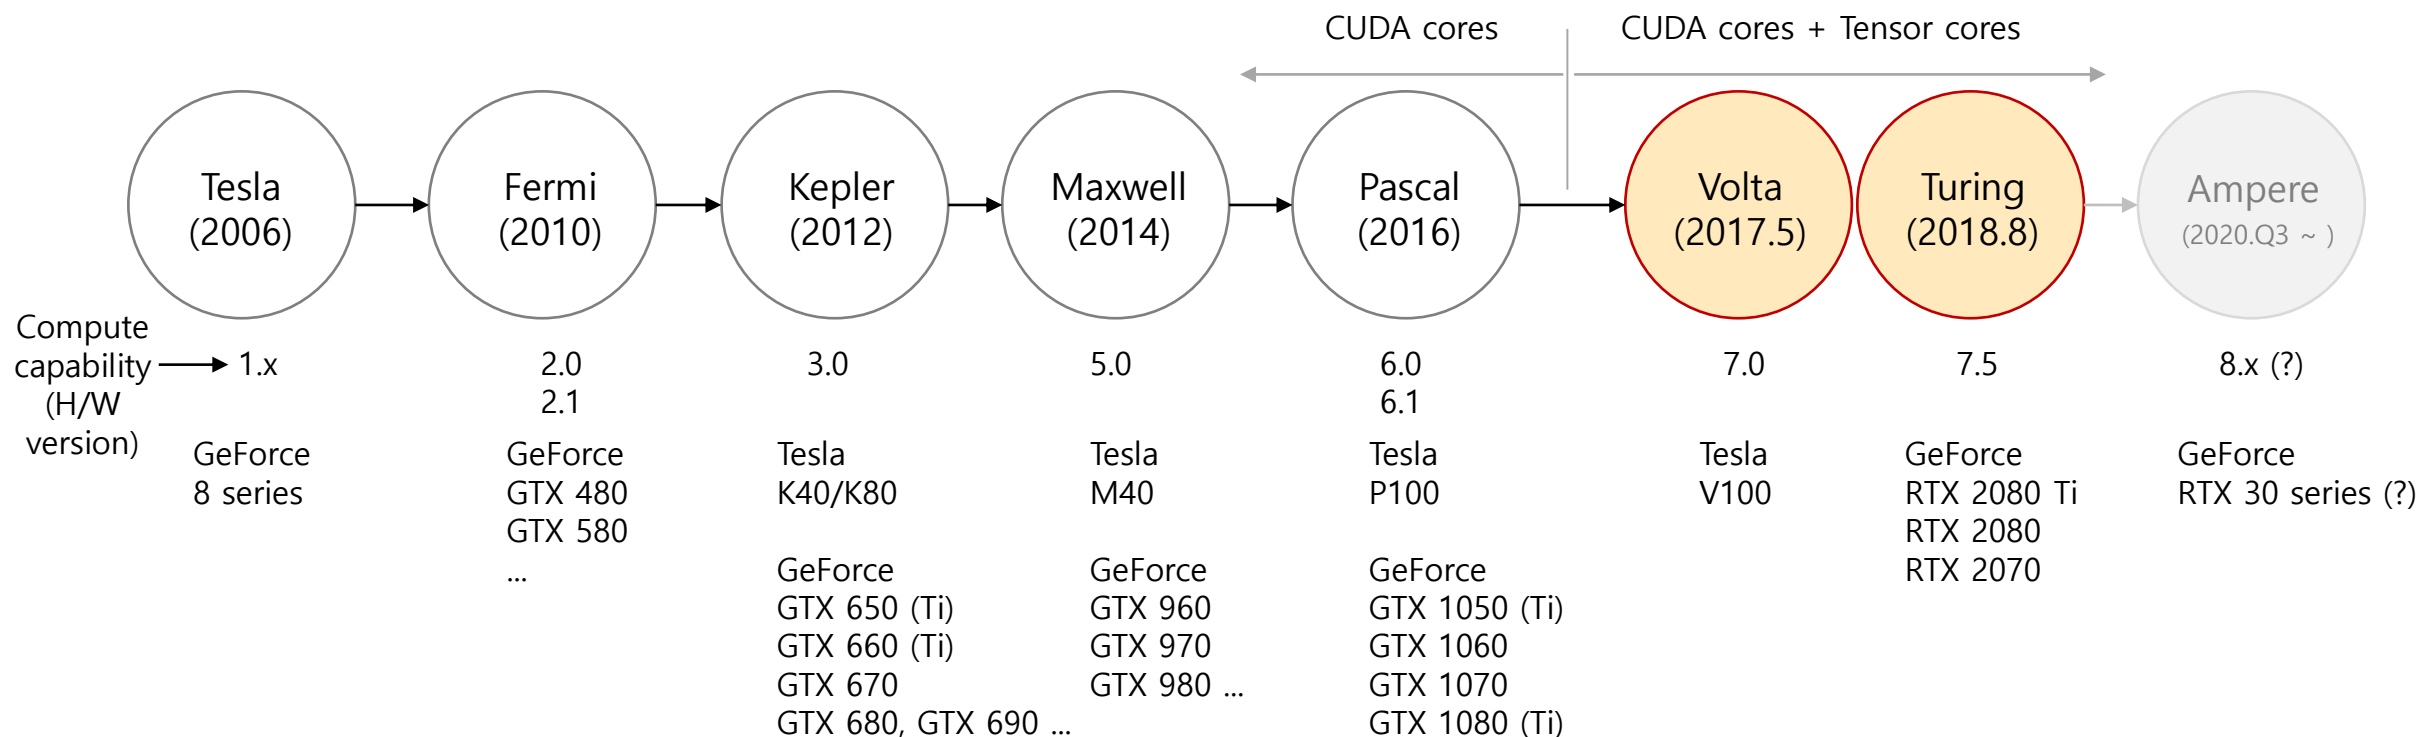 CUDA cores
CUDA cores + Tensor cores
Tesla
(2006)
Fermi
(2010)
Kepler
(2012)
Maxwell
(2014)
Pascal
(2016)
Volta
(2017.5)
Turing
(2018.8)
Ampere
(2020.Q3 ~ )
Compute
capability
(H/W
version)
1.x
2.0
2.1
3.0
5.0
6.0
6.1
7.0
7.5
8.x (?)
GeForce
8 series
GeForce
GTX 480
GTX 580
...
Tesla
K40/K80
GeForce
GTX 650 (Ti)
GTX 660 (Ti)
GTX 670
GTX 680, GTX 690 ...
Tesla
M40
GeForce
GTX 960
GTX 970
GTX 980 ...
Tesla
P100
GeForce
GTX 1050 (Ti)
GTX 1060
GTX 1070
GTX 1080 (Ti)
Tesla
V100
GeForce
RTX 2080 Ti
RTX 2080
RTX 2070
GeForce
RTX 30 series (?)